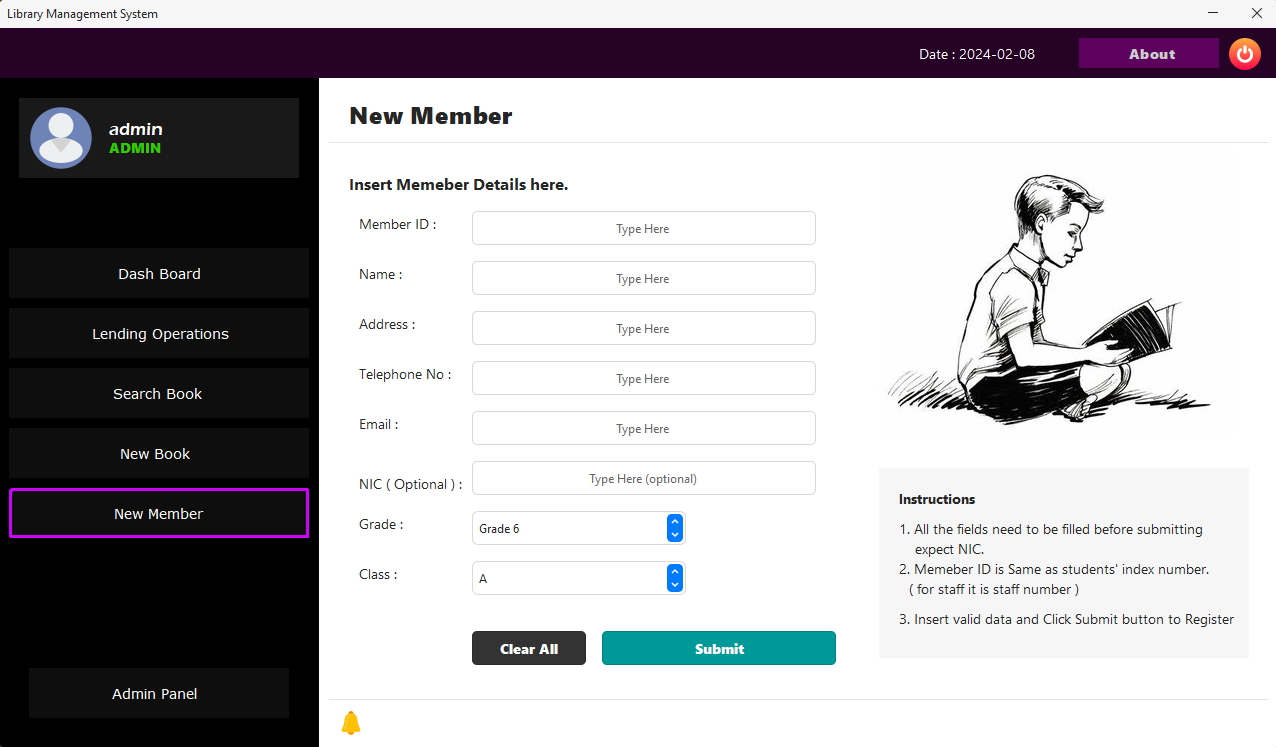 Library Management System
Date : 2024-02-08
About
admin
ADMIN
Dash Board
Lending Operations
Search Book
New Book
New Member
Admin Panel
New Member
Insert Memeber Details here.
Member ID :
Type Here
Name :
Type Here
Address :
Type Here
Telephone No :
Type Here
Email :
Type Here
NIC ( Optional ) :
Type Here (optional)
Grade :
Grade 6
Class :
A
Clear All
Submit
Instructions
1. All the fields need to be filled before submitting
expect NIC.
2. Memeber ID is Same as students' index number.
( for staff it is staff number )
3. Insert valid data and Click Submit button to Register